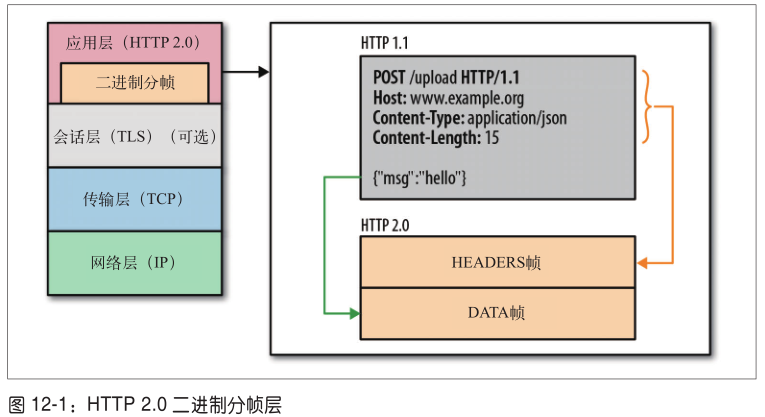 应用层（HTTP 2.0）
二进制分帧
会话层（TLS）（可选）
传输层（TCP）
网络层（IP）
HTTP 1.1
POST /upload HTTP/1.1
Host: www.example.org
Content-Type: application/json
Content-Length: 15
{"msg":"hello"}
HTTP 2.0
HEADERS帧
DATA帧
图 12-1：HTTP 2.0 二进制分帧层